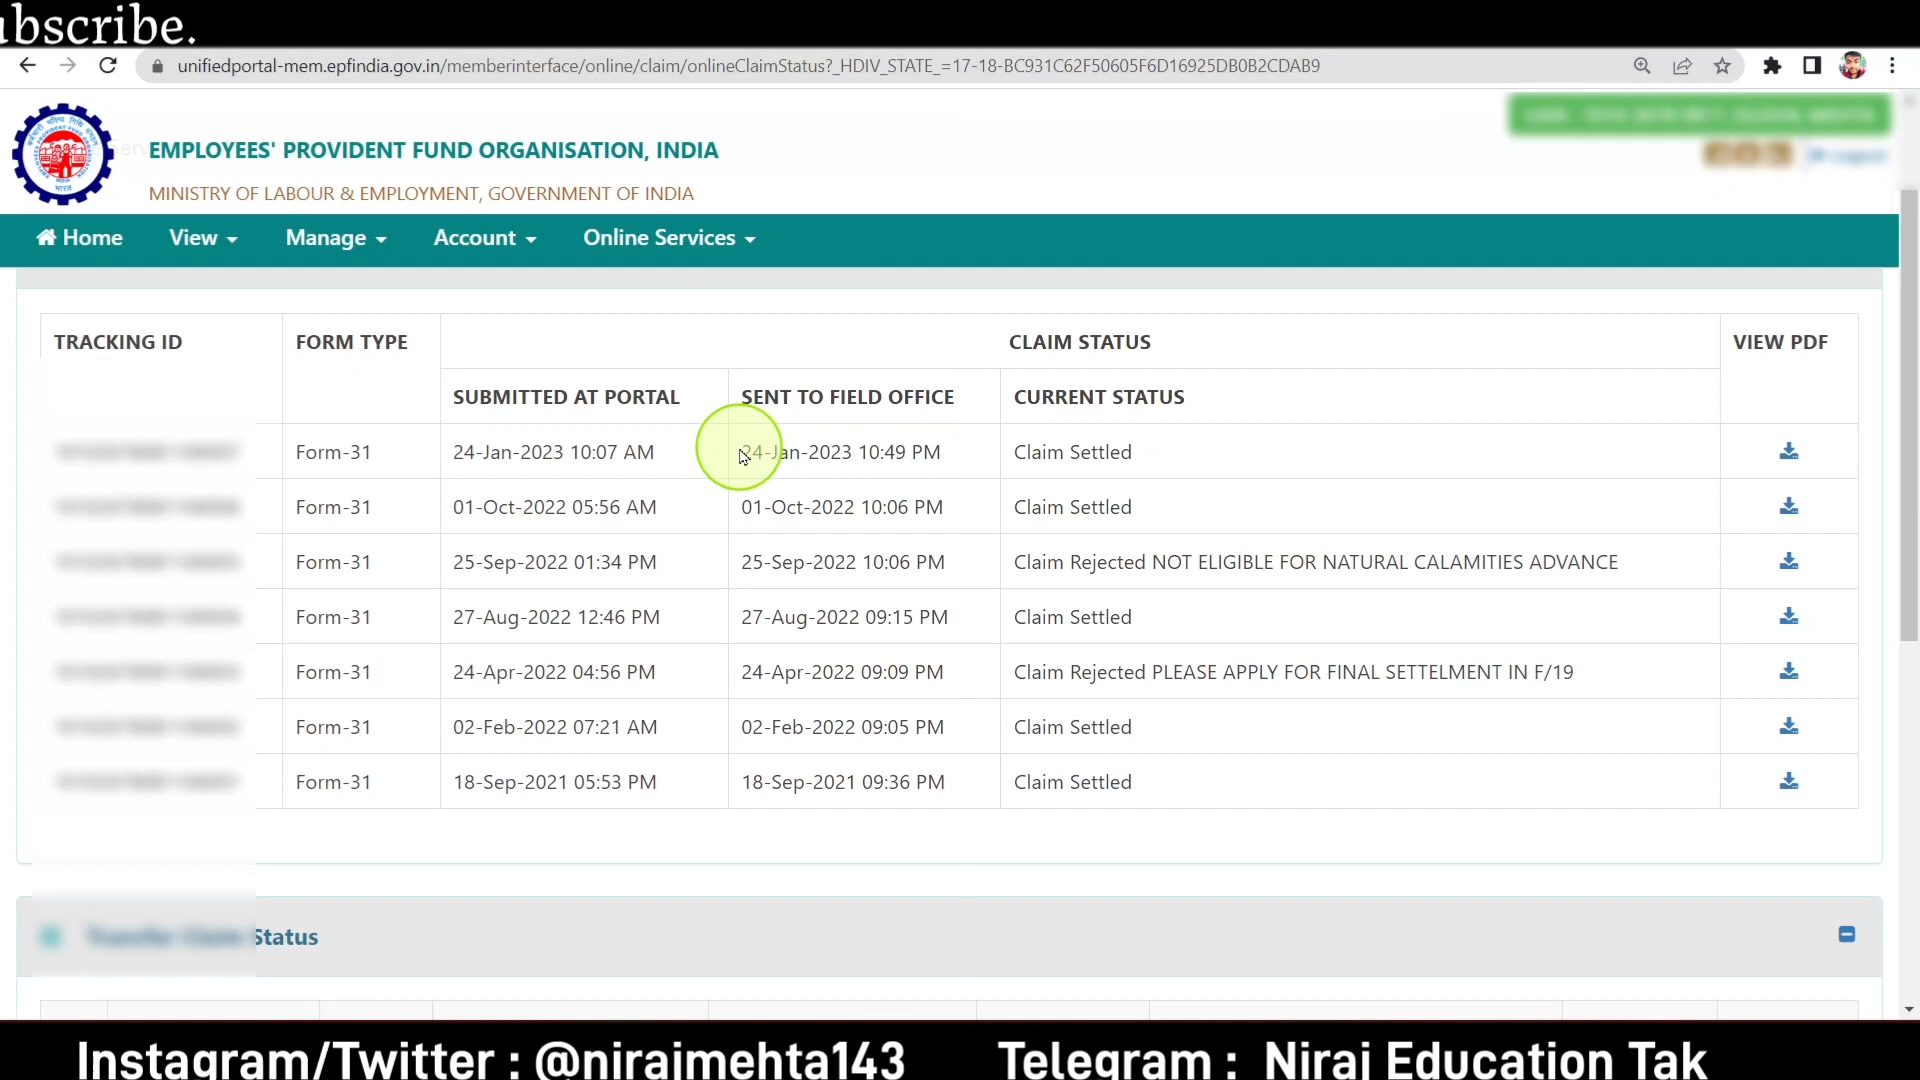 ubscribe.
unifiedportal-mem.epfindia.gov.in/memberinterface/online/claim/onlineClaimStatus?_HDIV_STATE_=17-18-BC931C62F50605F6D16925DB0B2CDAB9
EMPLOYEES' PROVIDENT FUND ORGANISATION, INDIA
MINISTRY OF LABOUR & EMPLOYMENT, GOVERNMENT OF INDIA
Home View Manage Account Online Services
TRACKING ID FORM TYPE CLAIM STATUS VIEW PDF
SUBMITTED AT PORTAL SENT TO FIELD OFFICE CURRENT STATUS
Form-31 24-Jan-2023 10:07 AM 24-Jan-2023 10:49 PM Claim Settled
Form-31 01-Oct-2022 05:56 AM 01-Oct-2022 10:06 PM Claim Settled
Form-31 25-Sep-2022 01:34 PM 25-Sep-2022 10:06 PM Claim Rejected NOT ELIGIBLE FOR NATURAL CALAMITIES ADVANCE
Form-31 27-Aug-2022 12:46 PM 27-Aug-2022 09:15 PM Claim Settled
Form-31 24-Apr-2022 04:56 PM 24-Apr-2022 09:09 PM Claim Rejected PLEASE APPLY FOR FINAL SETTELMENT IN F/19
Form-31 02-Feb-2022 07:21 AM 02-Feb-2022 09:05 PM Claim Settled
Form-31 18-Sep-2021 05:53 PM 18-Sep-2021 09:36 PM Claim Settled
Transfer Claim Status
Instagram/Twitter : @nirajmehta143 Telegram : Niraj Education Tak